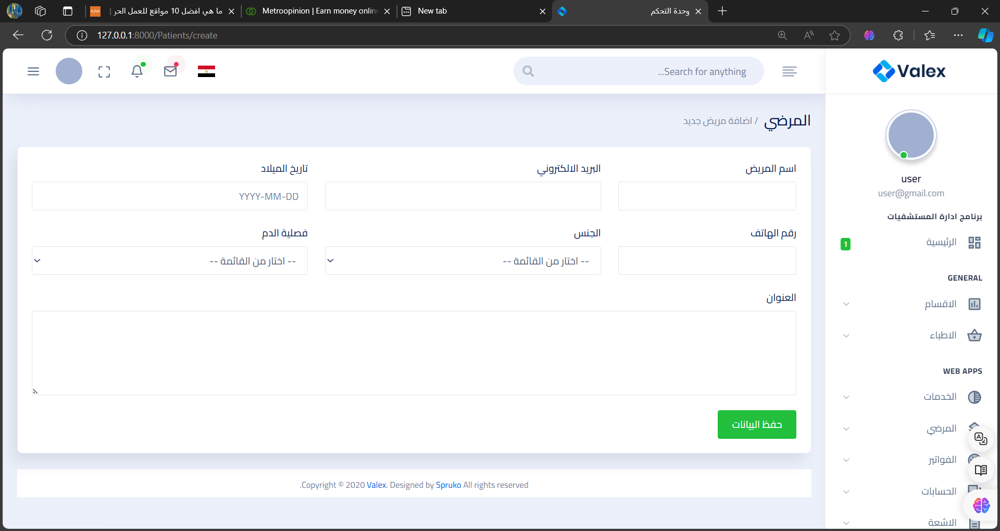 ما هي افضل 10 مواقع للعمل الحر |
Metroopinion | Earn money online
New tab
وحدة التحكم
127.0.0.1:8000/Patients/create
Search for anything...
Valex
المرضي / اضافة مريض جديد
user
user@gmail.com
برنامج ادارة المستشفيات
الرئيسية
1
GENERAL
الاقسام
الاطباء
WEB APPS
الخدمات
المرضي
الفواتير
الحسابات
الاشعة
اسم المريض
البريد الالكتروني
تاريخ الميلاد
YYYY-MM-DD
رقم الهاتف
الجنس
فصلية الدم
-- اختار من القائمة --
-- اختار من القائمة --
العنوان
حفظ البيانات
Copyright © 2020 Valex. Designed by Spruko All rights reserved.